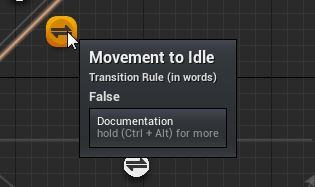 Movement to Idle
Transition Rule (in words)
False
Documentation
hold (Ctrl + Alt) for more